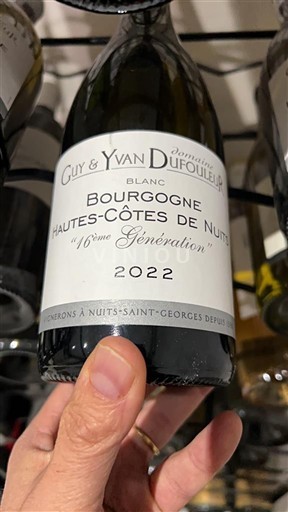 domaine
GUY & YVAN DUFOULEUR
BLANC
BOURGOGNE
HAUTES-CÔTES DE NUITS
"16ème Génération"
VINIOU
2022
VIGNERONS À NUITS-SAINT-GEORGES DEPUIS